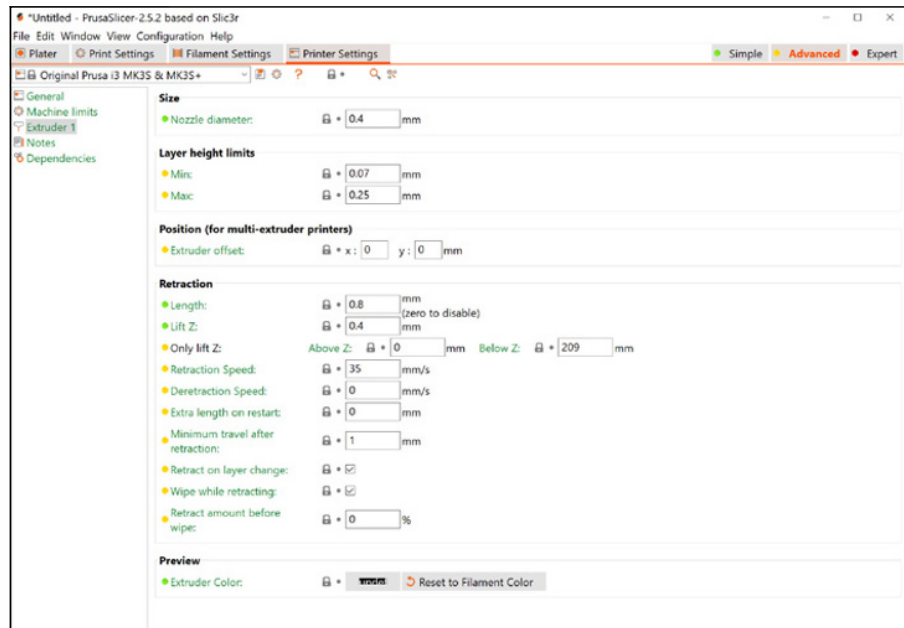 *Untitled - PrusaSlicer-2.5.2 based on Slic3r
File Edit Window View Configuration Help
Plater Print Settings Filament Settings Printer Settings Simple Advanced Expert
Original Prusa i3 MK3S & MK3S+ ?
General
Machine limits
Extruder 1
Notes
Dependencies
Size
Nozzle diameter: 0.4 mm
Layer height limits
Min: 0.07 mm
Max: 0.25 mm
Position (for multi-extruder printers)
Extruder offset: x: 0 y: 0 mm
Retraction
Length: 0.8 mm (zero to disable)
Lift Z: 0.4 mm
Only lift Z: Above Z: 0 mm Below Z: 209 mm
Retraction Speed: 35 mm/s
Deretraction Speed: 0 mm/s
Extra length on restart: 0 mm
Minimum travel after
retraction: 1 mm
Retract on layer change:
Wipe while retracting:
Retract amount before
wipe: 0 %
Preview
Extruder Color: Reset to Filament Color